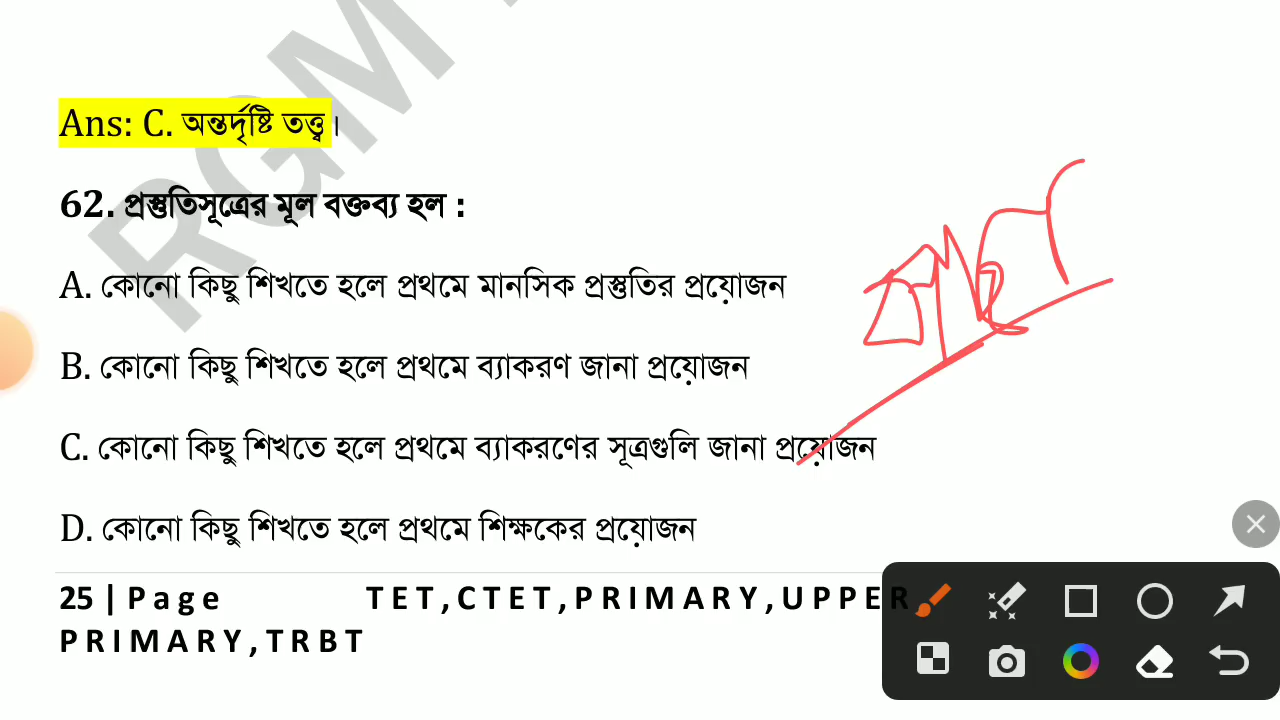 Ans: C. অন্তর্দৃষ্টি তত্ত্ব।
62. প্রস্তুতিসূত্রের মূল বক্তব্য হল :
A. কোনো কিছু শিখতে হলে প্রথমে মানসিক প্রস্তুতির প্রয়োজন
B. কোনো কিছু শিখতে হলে প্রথমে ব্যাকরণ জানা প্রয়োজন
C. কোনো কিছু শিখতে হলে প্রথমে ব্যাকরণের সূত্রগুলি জানা প্রয়োজন
D. কোনো কিছু শিখতে হলে প্রথমে শিক্ষকের প্রয়োজন
25 | Page TET,CTET,PRIMARY,UPPER
PRIMARY,TRBT
RGM